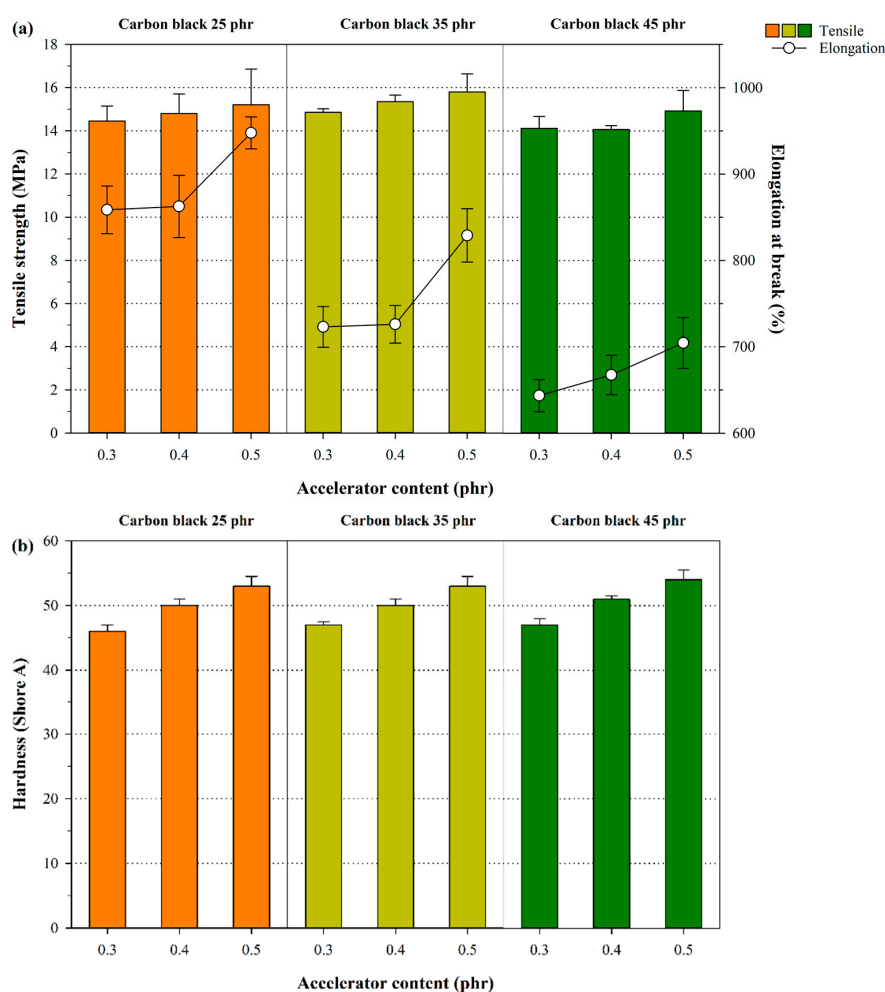 (a)
Carbon black 25 phr
Carbon black 35 phr
Carbon black 45 phr
Tensile
Elongation
Tensile strength (MPa)
18
16
14
12
10
8
6
4
2
0
1000
900
800
700
600
Elongation at break (%)
0.3 0.4 0.5 0.3 0.4 0.5 0.3 0.4 0.5
Accelerator content (phr)
(b)
Carbon black 25 phr
Carbon black 35 phr
Carbon black 45 phr
Hardness (Shore A)
60
50
40
30
20
10
0
0.3 0.4 0.5 0.3 0.4 0.5 0.3 0.4 0.5
Accelerator content (phr)